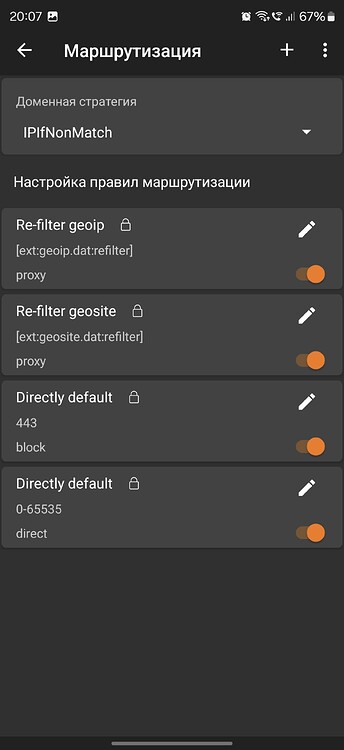 20:07 67%
Маршрутизация
Доменная стратегия
IPIfNonMatch
Настройка правил маршрутизации
Re-filter geoip
[ext:geoip.dat:refilter]
proxy
Re-filter geosite
[ext:geosite.dat:refilter]
proxy
Directly default
443
block
Directly default
0-65535
direct